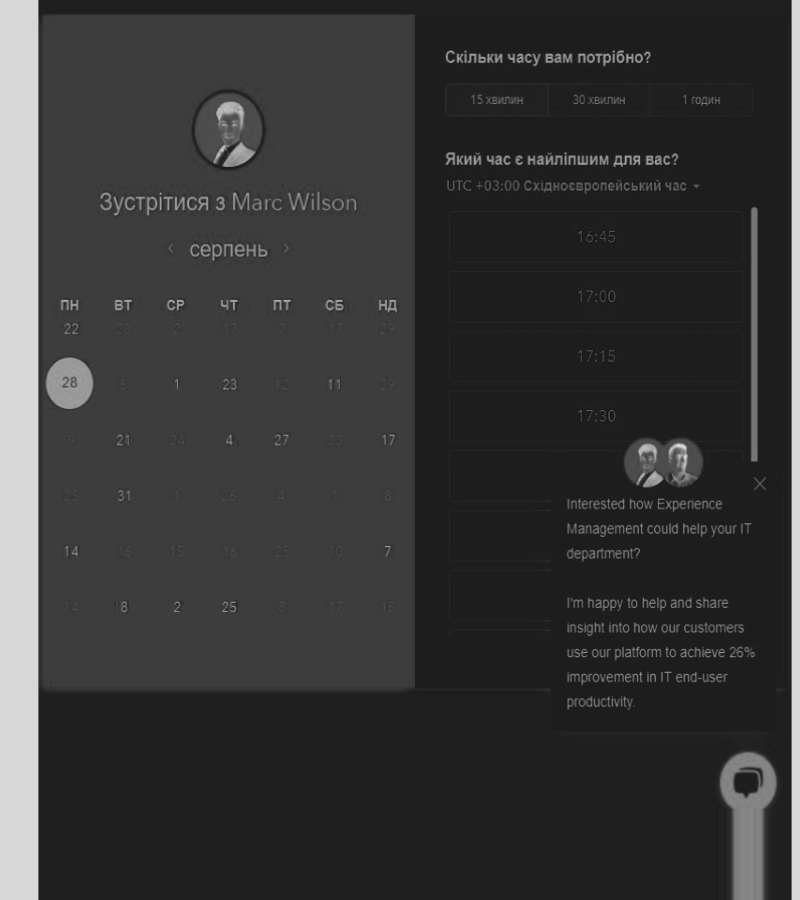 Зустрітися з Marc Wilson
серпень
ПН ВТ СР ЧТ ПТ СБ НД
22 2 17 7 17 29
28 1 23 12 11 29
9 21 24 4 27 23 17
25 31 1 26 4 1 8
14 16 15 16 25 10 7
14 8 2 25 8 17 15
Скільки часу вам потрібно?
15 хвилин 30 хвилин 1 годин
Який час є найліпшим для вас?
UTC +03:00 Східноєвропейський час
16:45
17:00
17:15
17:30
Interested how Experience
Management could help your IT
department?
I'm happy to help and share
insight into how our customers
use our platform to achieve 26%
improvement in IT end-user
productivity.